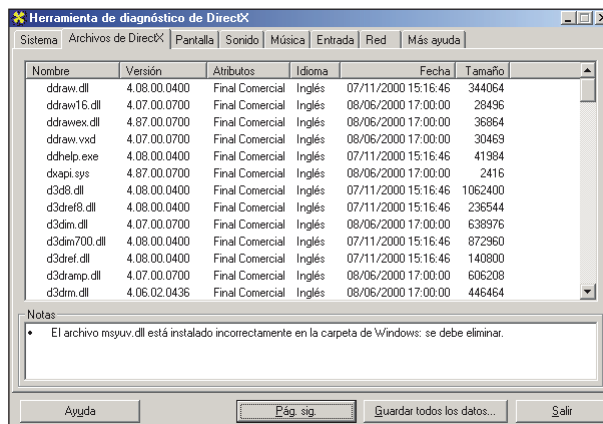 Herramienta de diagnóstico de DirectX
Sistema Archivos de DirectX Pantalla Sonido Música Entrada Red Más ayuda
Nombre Versión Atributos Idioma Fecha Tamaño
ddraw.dll 4.08.00.0400 Final Comercial Inglés 07/11/2000 15:16:46 344064
ddraw16.dll 4.07.00.0700 Final Comercial Inglés 08/06/2000 17:00:00 28496
ddrawex.dll 4.87.00.0700 Final Comercial Inglés 08/06/2000 17:00:00 36864
ddraw.vxd 4.07.00.0700 Final Comercial Inglés 08/06/2000 17:00:00 30469
ddhelp.exe 4.08.00.0400 Final Comercial Inglés 07/11/2000 15:16:46 41984
dxapi.sys 4.87.00.0700 Final Comercial Inglés 08/06/2000 17:00:00 2416
d3d8.dll 4.08.00.0400 Final Comercial Inglés 07/11/2000 15:16:46 1062400
d3dref8.dll 4.08.00.0400 Final Comercial Inglés 07/11/2000 15:16:46 236544
d3dim.dll 4.07.00.0700 Final Comercial Inglés 08/06/2000 17:00:00 638976
d3dim700.dll 4.08.00.0400 Final Comercial Inglés 07/11/2000 15:16:46 872960
d3dref.dll 4.08.00.0400 Final Comercial Inglés 07/11/2000 15:16:46 140800
d3dramp.dll 4.07.00.0700 Final Comercial Inglés 08/06/2000 17:00:00 606208
d3drm.dll 4.06.02.0436 Final Comercial Inglés 08/06/2000 17:00:00 446464
Notas
• El archivo msyuv.dll está instalado incorrectamente en la carpeta de Windows: se debe eliminar.
Ayuda Pág. sig. Guardar todos los datos... Salir